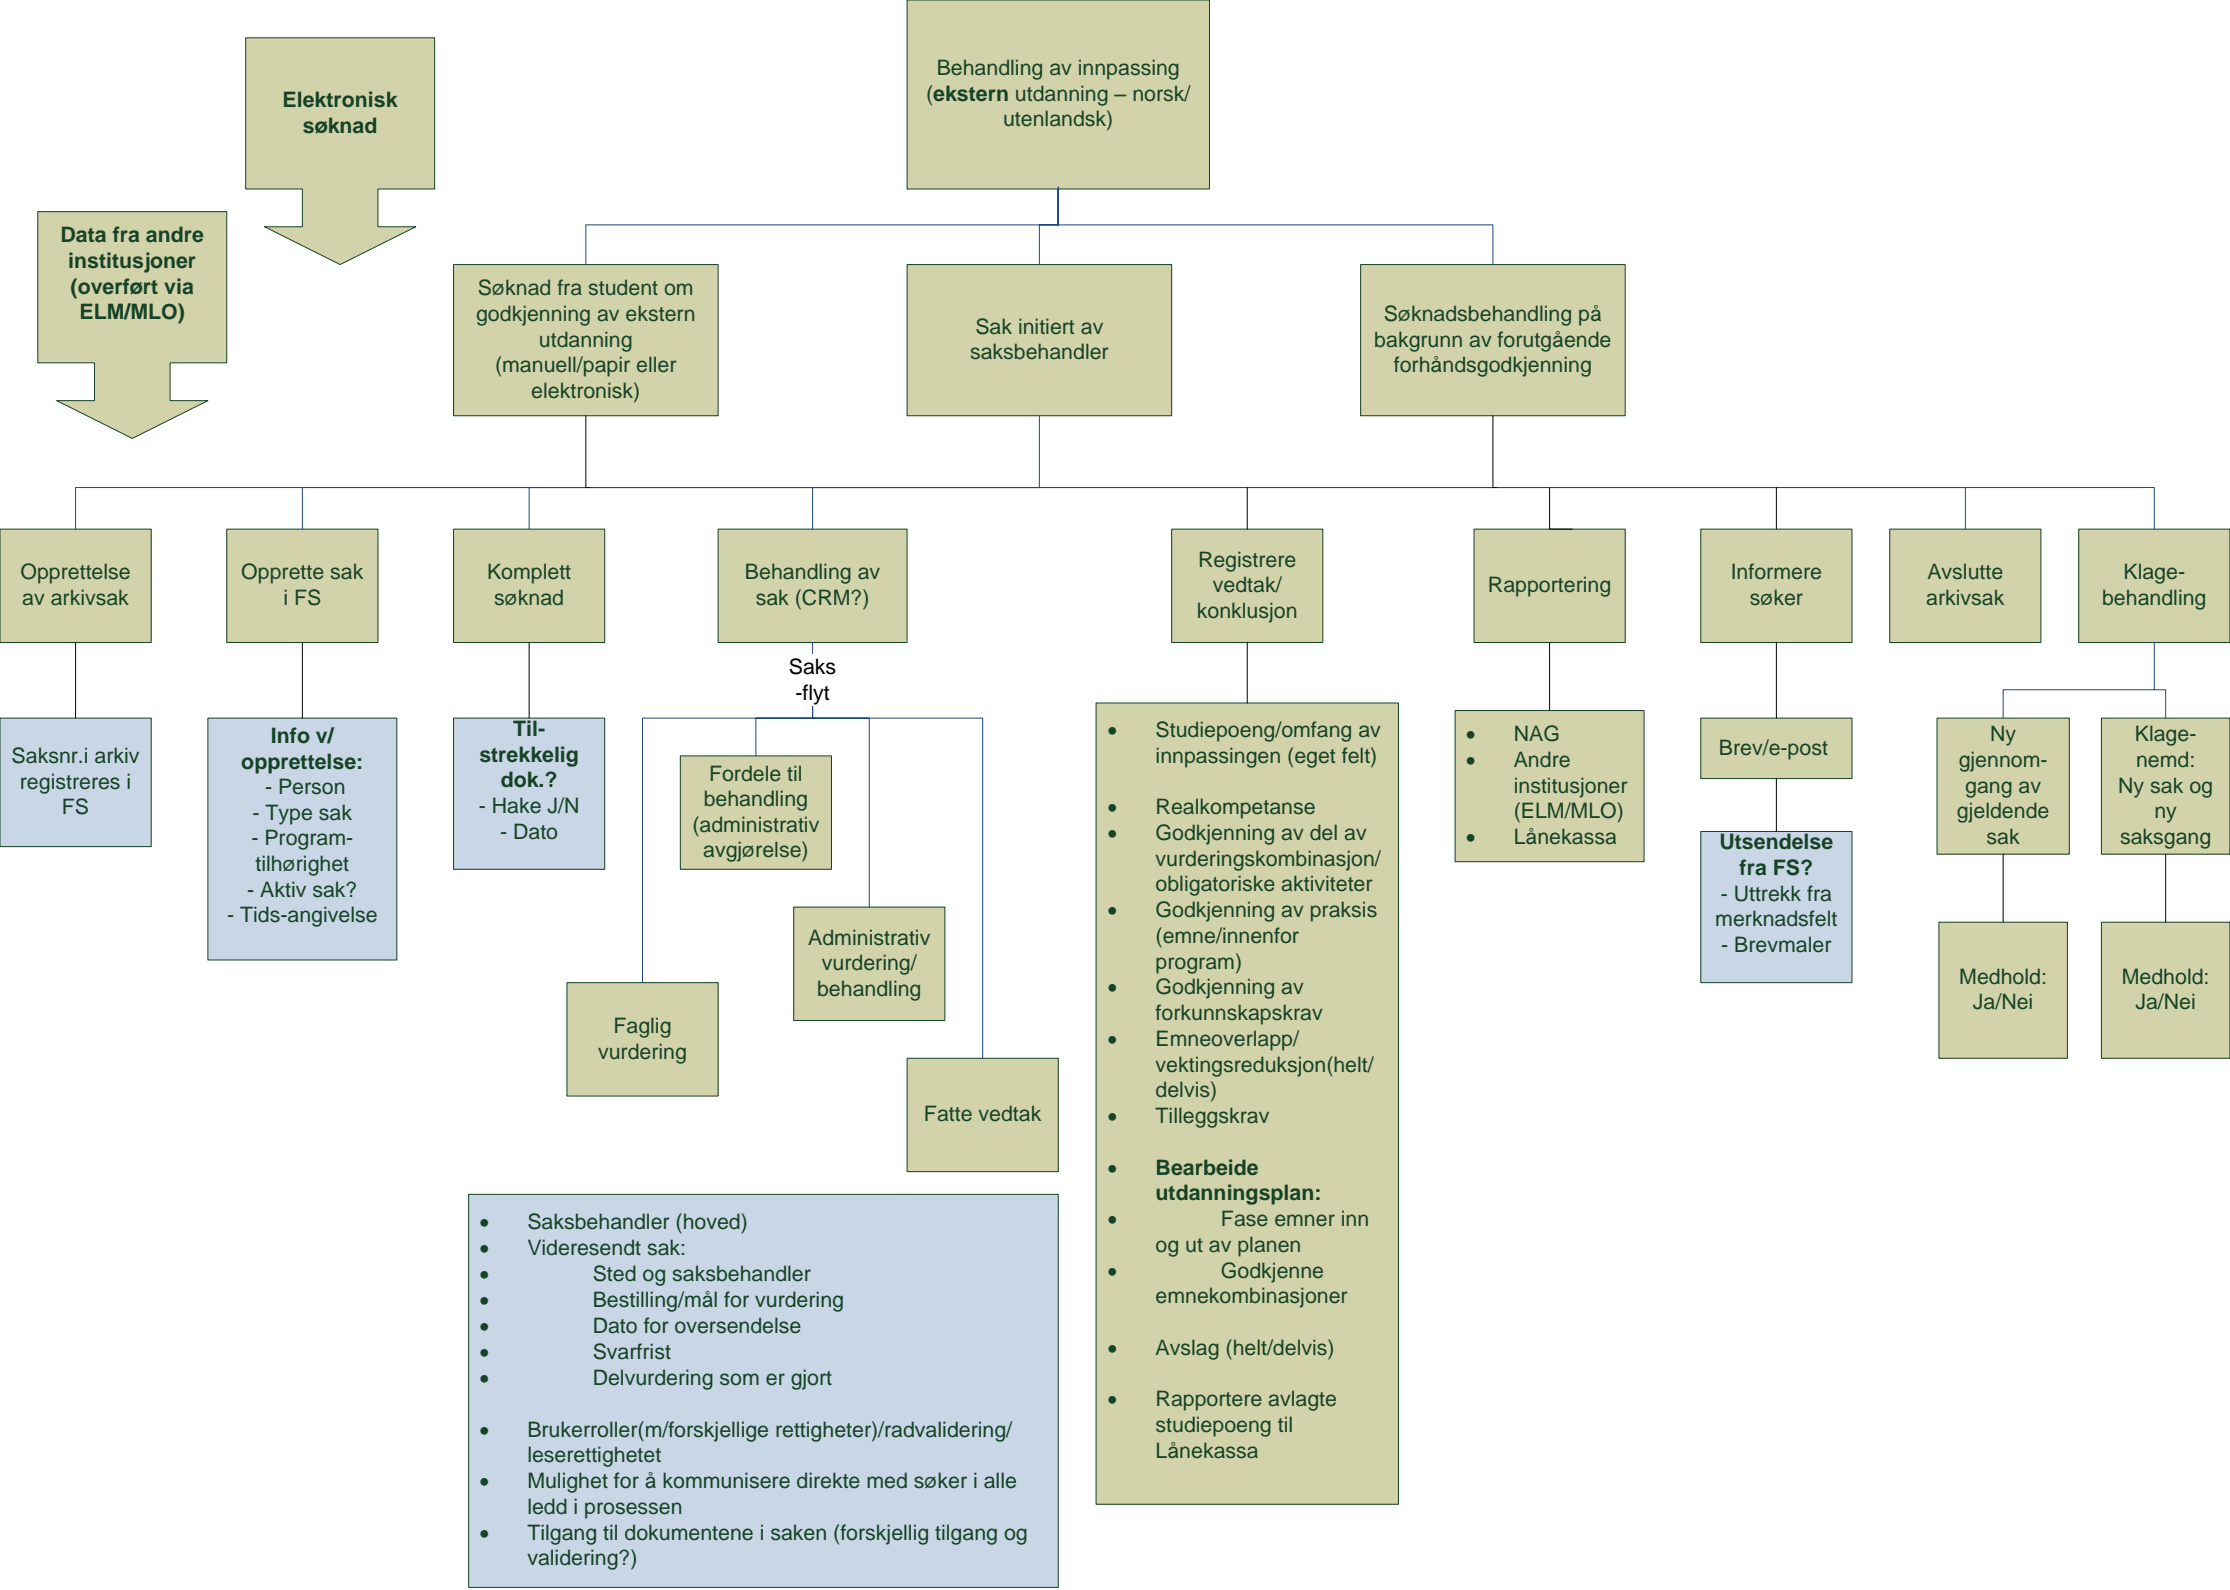 Behandling av innpassing
(ekstern utdanning – norsk/
utenlandsk)
Elektronisk
søknad
Data fra andre
institusjoner
(overført via
ELM/MLO)
Søknad fra student om
godkjenning av ekstern
utdanning
(manuell/papir eller
elektronisk)
Sak initiert av
saksbehandler
Søknadsbehandling på
bakgrunn av forutgående
forhåndsgodkjenning
Opprettelse
av arkivsak
Opprette sak
i FS
Komplett
søknad
Behandling av
sak (CRM?)
Registrere
vedtak/
konklusjon
Rapportering
Informere
søker
Avslutte
arkivsak
Klage-
behandling
Saks
-flyt
Saksnr.i arkiv
registreres i
FS
Info v/
opprettelse:
- Person
- Type sak
- Program-
tilhørighet
- Aktiv sak?
- Tids-angivelse
Til-
strekkelig
dok.?
- Hake J/N
- Dato
Fordele til
behandling
(administrativ
avgjørelse)
Administrativ
vurdering/
behandling
Faglig
vurdering
Fatte vedtak
• Studiepoeng/omfang av
innpassingen (eget felt)
• Realkompetanse
• Godkjenning av del av
vurderingskombinasjon/
obligatoriske aktiviteter
• Godkjenning av praksis
(emne/innenfor
program)
• Godkjenning av
forkunnskapskrav
• Emneoverlapp/
vektingsreduksjon(helt/
delvis)
• Tilleggskrav
• Bearbeide
utdanningsplan:
• Fase emner inn
og ut av planen
• Godkjenne
emnekombinasjoner
• Avslag (helt/delvis)
• Rapportere avlagte
studiepoeng til
Lånekassa
• NAG
• Andre
institusjoner
(ELM/MLO)
• Lånekassa
Brev/e-post
Utsendelse
fra FS?
- Uttrekk fra
merknadsfelt
- Brevmaler
Ny
gjennom-
gang av
gjeldende
sak
Klage-
nemd:
Ny sak og
ny
saksgang
Medhold:
Ja/Nei
Medhold:
Ja/Nei
• Saksbehandler (hoved)
• Videresendt sak:
• Sted og saksbehandler
• Bestilling/mål for vurdering
• Dato for oversendelse
• Svarfrist
• Delvurdering som er gjort
• Brukerroller(m/forskjellige rettigheter)/radvalidering/
leserettighetet
• Mulighet for å kommunisere direkte med søker i alle
ledd i prosessen
• Tilgang til dokumentene i saken (forskjellig tilgang og
validering?)